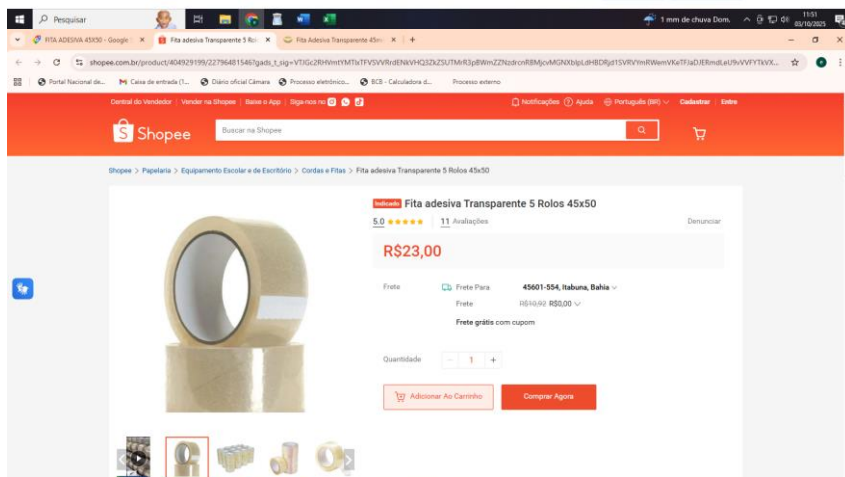 Pesquisar
1 mm de chuva Dom.
11:51
03/10/2025
FITA ADESIVA 45X50 - Google
Fita adesiva Transparente 5 Rol
Fita Adesiva Transparente 45m
shopee.com.br/product/404929199/22796481546?gads_t_sig=
Portal Nacional de...
Caixa de entrada (1...
Diário oficial Câmara
Processo eletrônico...
BCB - Calculadora d...
Processo externo
Central do Vendedor | Vender na Shopee | Baixe o App | Siga-nos no
Notificações
Ajuda
Português (BR)
Cadastrar | Entre
Shopee
Buscar na Shopee
Shopee > Papelaria > Equipamento Escolar e de Escritório > Cordas e Fitas > Fita adesiva Transparente 5 Rolos 45x50
Indicado Fita adesiva Transparente 5 Rolos 45x50
5.0 ★★★★★ | 11 Avaliações
Denunciar
R$23,00
Frete
Frete Para
45601-554, Itabuna, Bahia
Frete
R$10,92 R$0,00
Frete grátis com cupom
Quantidade
- 1 +
Adicionar Ao Carrinho
Comprar Agora